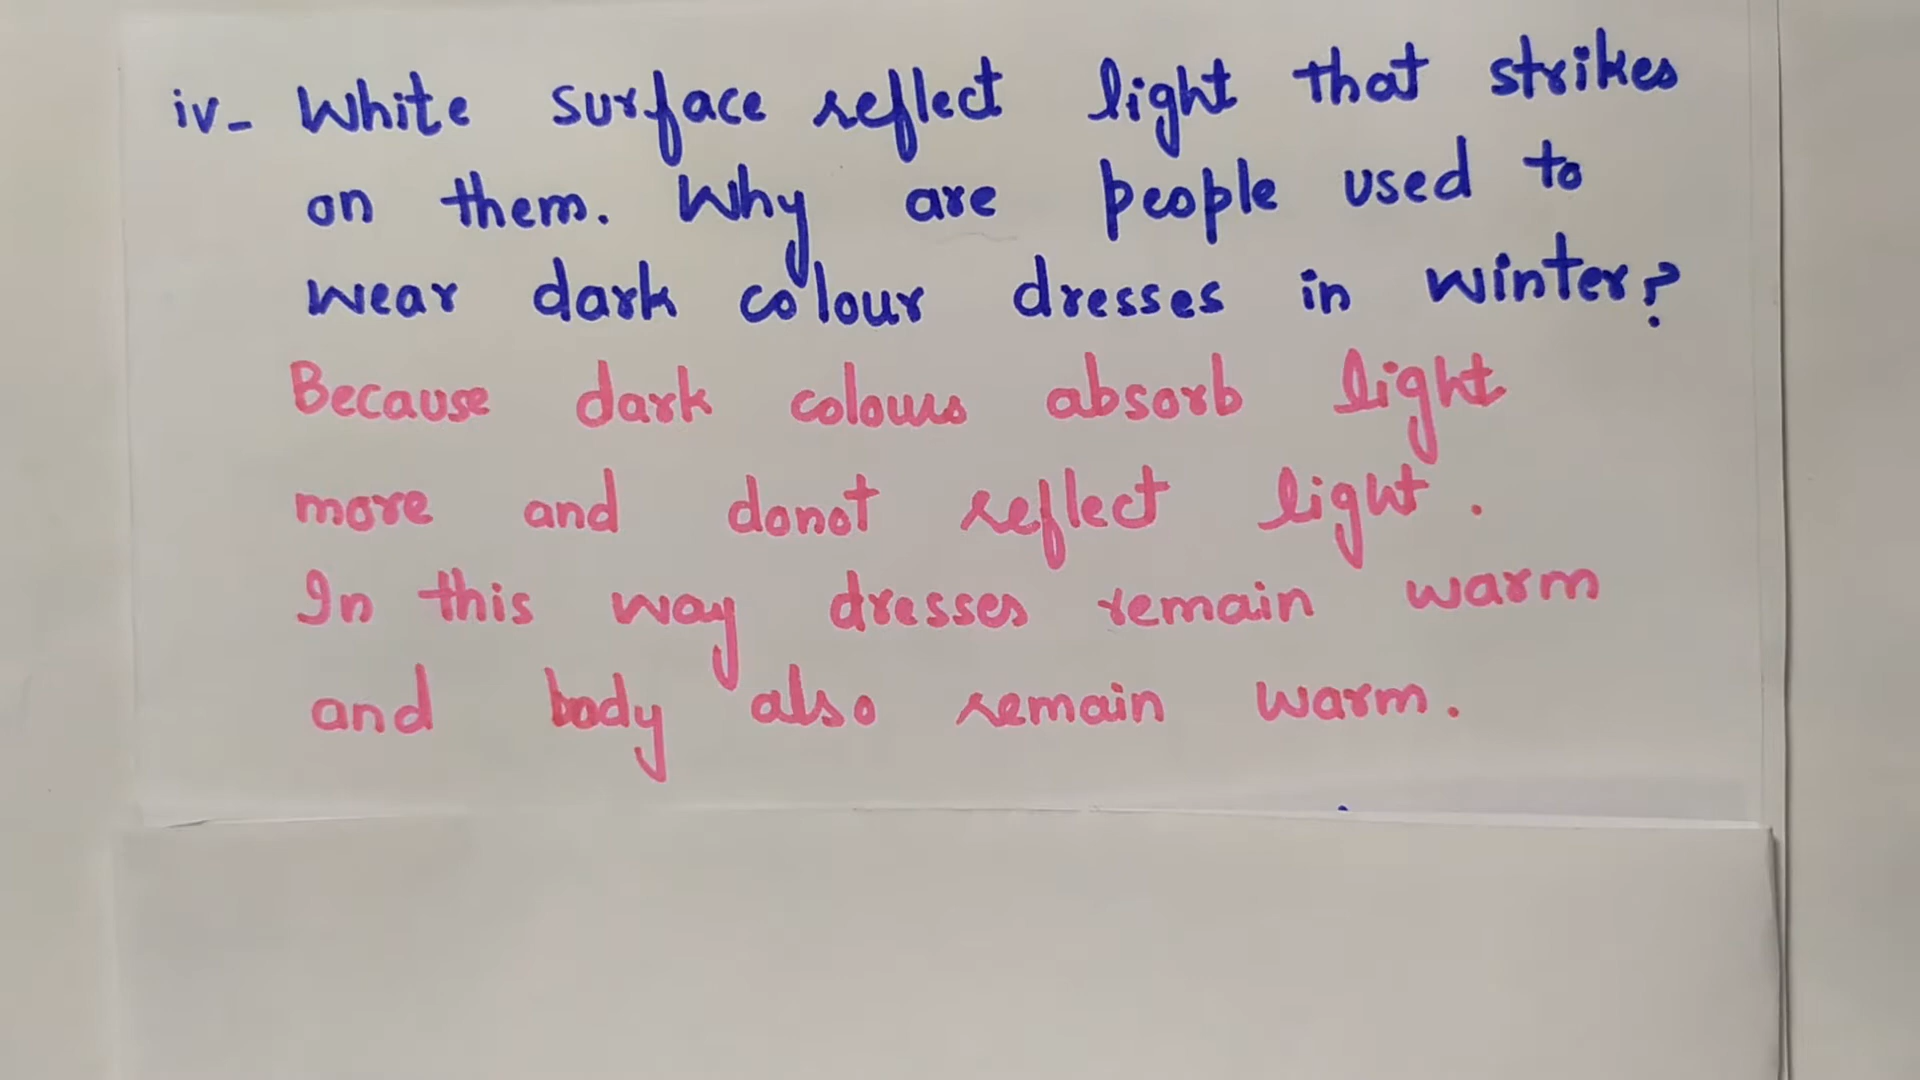 iv- White surface reflect light that strikes
on them. Why are people used to
wear dark colour dresses in winter?
Because dark colours absorb light
more and donot reflect light.
In this way dresses remain warm
and body also remain warm.